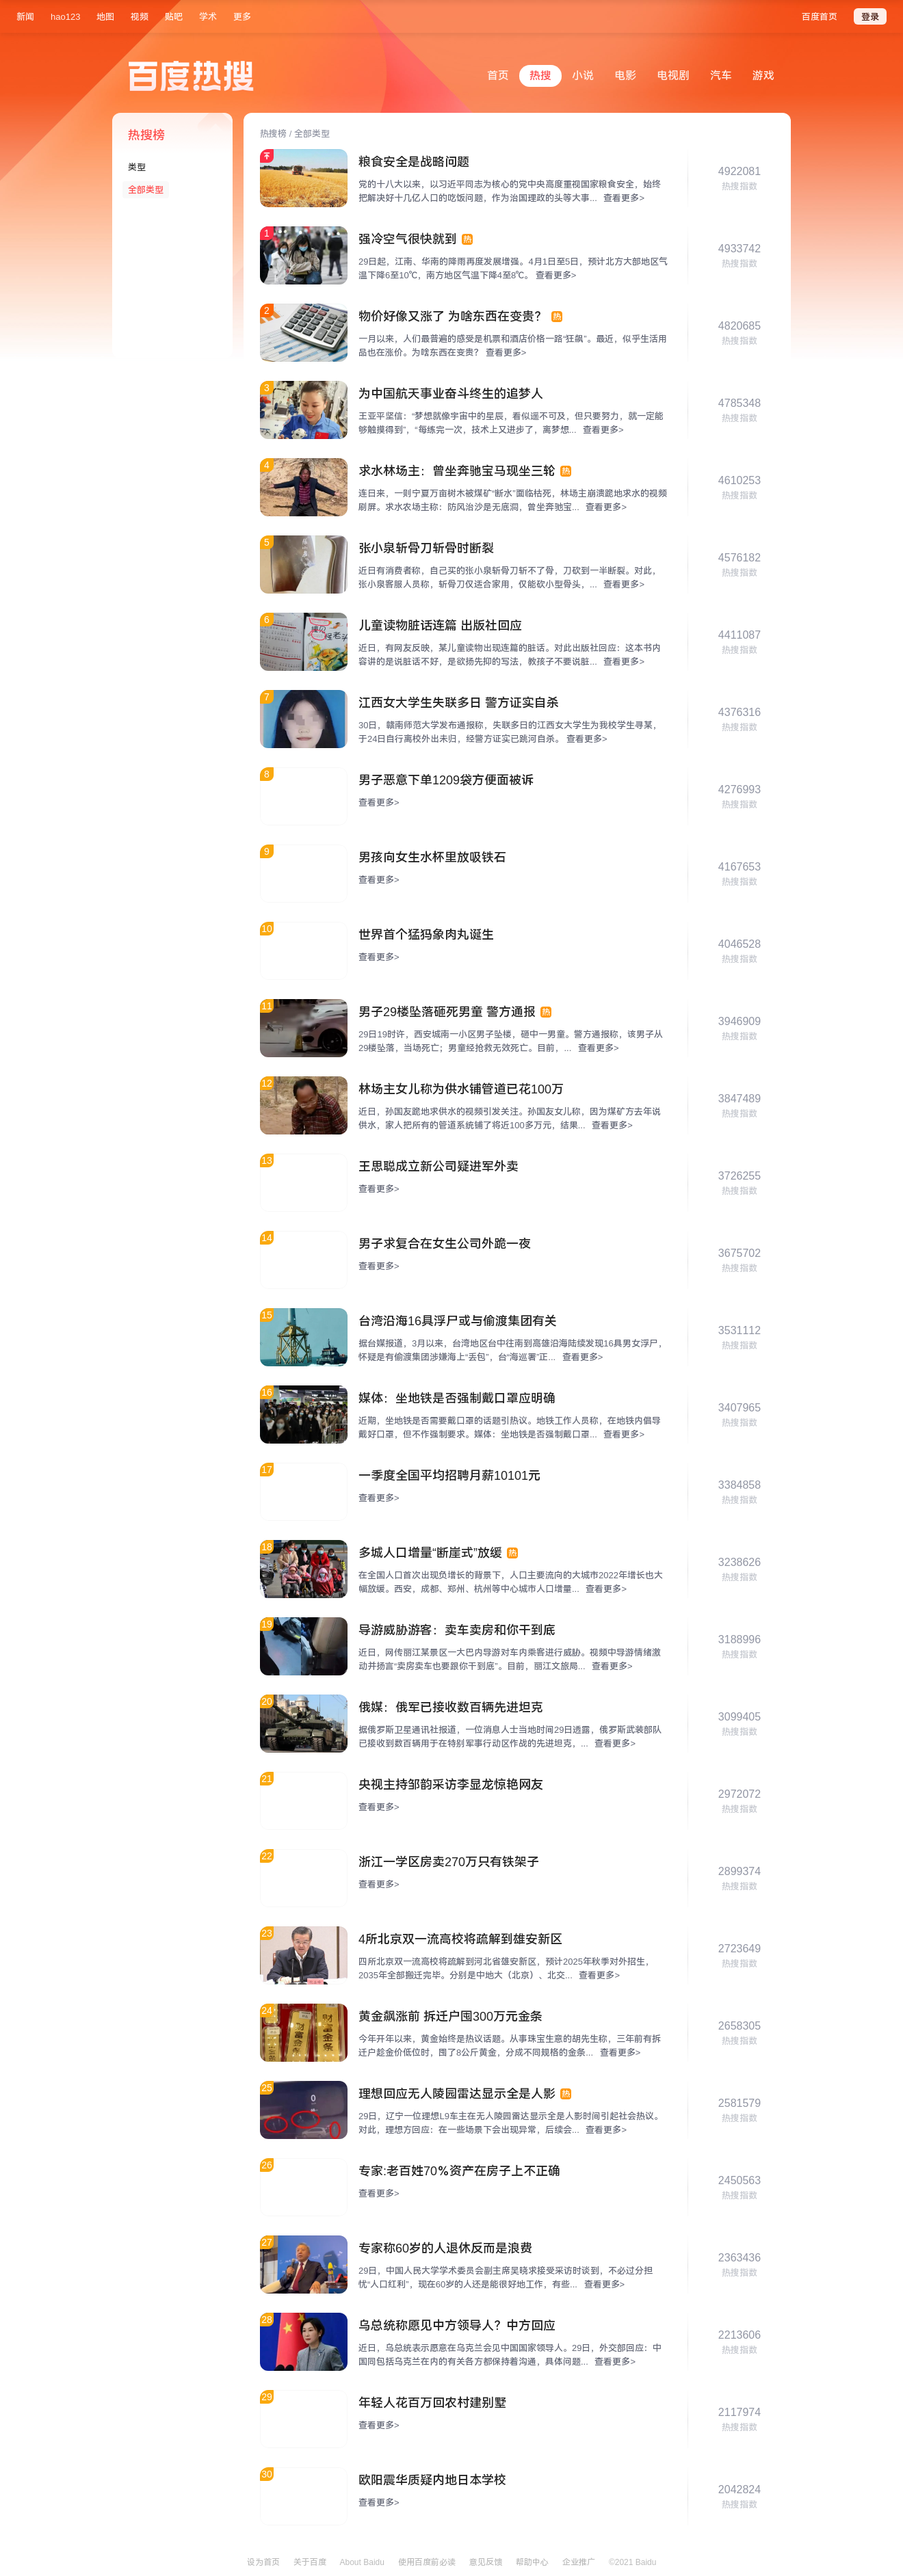 新闻 hao123 地图 视频 贴吧 学术 更多 百度首页 登录
百度热搜
首页 热搜 小说 电影 电视剧 汽车 游戏
热搜榜
类型
全部类型
热搜榜 / 全部类型
粮食安全是战略问题
党的十八大以来，以习近平同志为核心的党中央高度重视国家粮食安全，始终
把解决好十几亿人口的吃饭问题，作为治国理政的头等大事... 查看更多>
4922081
热搜指数
1
强冷空气很快就到 热
29日起，江南、华南的降雨再度发展增强。4月1日至5日，预计北方大部地区气
温下降6至10℃，南方地区气温下降4至8℃。 查看更多>
4933742
热搜指数
2
物价好像又涨了 为啥东西在变贵？ 热
一月以来，人们最普遍的感受是机票和酒店价格一路“狂飙”。最近，似乎生活用
品也在涨价。为啥东西在变贵？ 查看更多>
4820685
热搜指数
3
为中国航天事业奋斗终生的追梦人
王亚平坚信：“梦想就像宇宙中的星辰，看似遥不可及，但只要努力，就一定能
够触摸得到”，“每练完一次，技术上又进步了，离梦想... 查看更多>
4785348
热搜指数
4
求水林场主：曾坐奔驰宝马现坐三轮 热
连日来，一则宁夏万亩树木被煤矿“断水”面临枯死，林场主崩溃跪地求水的视频
刷屏。求水农场主称：防风治沙是无底洞，曾坐奔驰宝... 查看更多>
4610253
热搜指数
5
张小泉斩骨刀斩骨时断裂
近日有消费者称，自己买的张小泉斩骨刀斩不了骨，刀砍到一半断裂。对此，
张小泉客服人员称，斩骨刀仅适合家用，仅能砍小型骨头，... 查看更多>
4576182
热搜指数
6
儿童读物脏话连篇 出版社回应
近日，有网友反映，某儿童读物出现连篇的脏话。对此出版社回应：这本书内
容讲的是说脏话不好，是欲扬先抑的写法，教孩子不要说脏... 查看更多>
4411087
热搜指数
7
江西女大学生失联多日 警方证实自杀
30日，赣南师范大学发布通报称，失联多日的江西女大学生为我校学生寻某，
于24日自行离校外出未归，经警方证实已跳河自杀。 查看更多>
4376316
热搜指数
8
男子恶意下单1209袋方便面被诉
查看更多>
4276993
热搜指数
9
男孩向女生水杯里放吸铁石
查看更多>
4167653
热搜指数
10
世界首个猛犸象肉丸诞生
查看更多>
4046528
热搜指数
11
男子29楼坠落砸死男童 警方通报 热
29日19时许，西安城南一小区男子坠楼，砸中一男童。警方通报称，该男子从
29楼坠落，当场死亡；男童经抢救无效死亡。目前，... 查看更多>
3946909
热搜指数
12
林场主女儿称为供水铺管道已花100万
近日，孙国友跪地求供水的视频引发关注。孙国友女儿称，因为煤矿方去年说
供水，家人把所有的管道系统铺了将近100多万元，结果... 查看更多>
3847489
热搜指数
13
王思聪成立新公司疑进军外卖
查看更多>
3726255
热搜指数
14
男子求复合在女生公司外跪一夜
查看更多>
3675702
热搜指数
15
台湾沿海16具浮尸或与偷渡集团有关
据台媒报道，3月以来，台湾地区台中往南到高雄沿海陆续发现16具男女浮尸，
怀疑是有偷渡集团涉嫌海上“丢包”，台“海巡署”正... 查看更多>
3531112
热搜指数
16
媒体：坐地铁是否强制戴口罩应明确
近期，坐地铁是否需要戴口罩的话题引热议。地铁工作人员称，在地铁内倡导
戴好口罩，但不作强制要求。媒体：坐地铁是否强制戴口罩... 查看更多>
3407965
热搜指数
17
一季度全国平均招聘月薪10101元
查看更多>
3384858
热搜指数
18
多城人口增量“断崖式”放缓 热
在全国人口首次出现负增长的背景下，人口主要流向的大城市2022年增长也大
幅放缓。西安，成都、郑州、杭州等中心城市人口增量... 查看更多>
3238626
热搜指数
19
导游威胁游客：卖车卖房和你干到底
近日，网传丽江某景区一大巴内导游对车内乘客进行威胁。视频中导游情绪激
动并扬言“卖房卖车也要跟你干到底”。目前，丽江文旅局... 查看更多>
3188996
热搜指数
20
俄媒：俄军已接收数百辆先进坦克
据俄罗斯卫星通讯社报道，一位消息人士当地时间29日透露，俄罗斯武装部队
已接收到数百辆用于在特别军事行动区作战的先进坦克，... 查看更多>
3099405
热搜指数
21
央视主持邹韵采访李显龙惊艳网友
查看更多>
2972072
热搜指数
22
浙江一学区房卖270万只有铁架子
查看更多>
2899374
热搜指数
23
4所北京双一流高校将疏解到雄安新区
四所北京双一流高校将疏解到河北省雄安新区，预计2025年秋季对外招生，
2035年全部搬迁完毕。分别是中地大（北京）、北交... 查看更多>
2723649
热搜指数
24
黄金飙涨前 拆迁户囤300万元金条
今年开年以来，黄金始终是热议话题。从事珠宝生意的胡先生称，三年前有拆
迁户趁金价低位时，囤了8公斤黄金，分成不同规格的金条... 查看更多>
2658305
热搜指数
25
理想回应无人陵园雷达显示全是人影 热
29日，辽宁一位理想L9车主在无人陵园雷达显示全是人影时间引起社会热议。
对此，理想方回应：在一些场景下会出现异常，后续会... 查看更多>
2581579
热搜指数
26
专家:老百姓70%资产在房子上不正确
查看更多>
2450563
热搜指数
27
专家称60岁的人退休反而是浪费
29日，中国人民大学学术委员会副主席吴晓求接受采访时谈到，不必过分担
忧“人口红利”，现在60岁的人还是能很好地工作，有些... 查看更多>
2363436
热搜指数
28
乌总统称愿见中方领导人？中方回应
近日，乌总统表示愿意在乌克兰会见中国国家领导人。29日，外交部回应：中
国同包括乌克兰在内的有关各方都保持着沟通，具体问题... 查看更多>
2213606
热搜指数
29
年轻人花百万回农村建别墅
查看更多>
2117974
热搜指数
30
欧阳震华质疑内地日本学校
查看更多>
2042824
热搜指数
设为首页 关于百度 About Baidu 使用百度前必读 意见反馈 帮助中心 企业推广 ©2021 Baidu